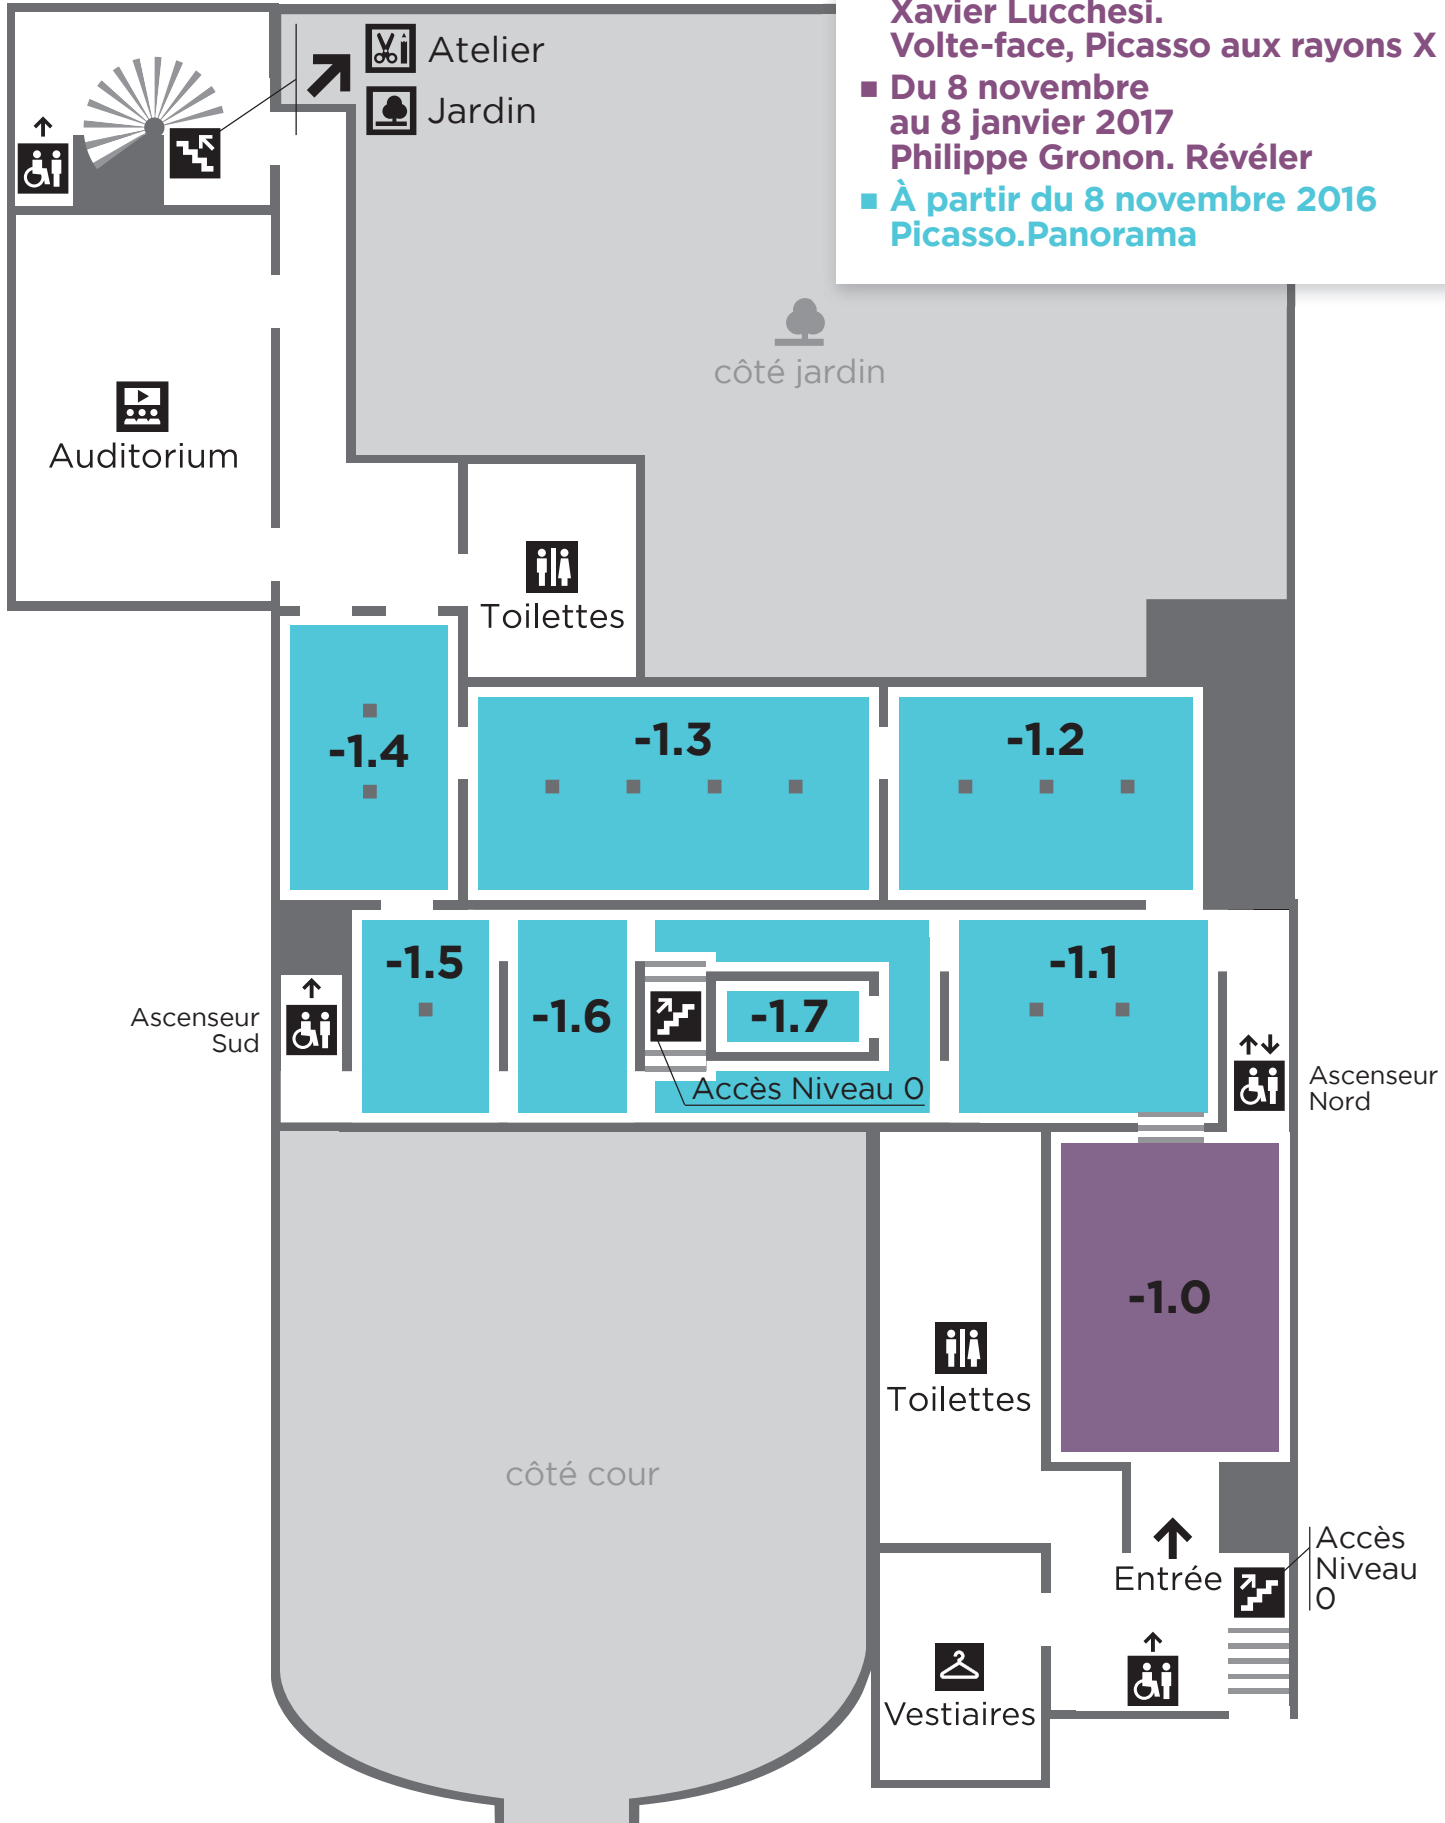 Xavier Lucchesi.
Volte-face, Picasso aux rayons X
Du 8 novembre
au 8 janvier 2017
Philippe Gronon. Révéler
À partir du 8 novembre 2016
Picasso.Panorama
Atelier
Jardin
côté jardin
Auditorium
Toilettes
-1.4
-1.3
-1.2
-1.5
-1.6
-1.7
-1.1
Ascenseur
Sud
Accès Niveau 0
Ascenseur
Nord
-1.0
Toilettes
côté cour
Entrée
Accès
Niveau
0
Vestiaires